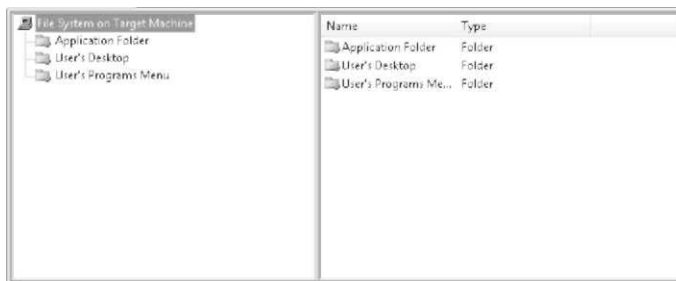 File System on Target Machine
Application Folder
User's Desktop
User's Programs Menu
Name Type
Application Folder Folder
User's Desktop Folder
User's Programs Me... Folder